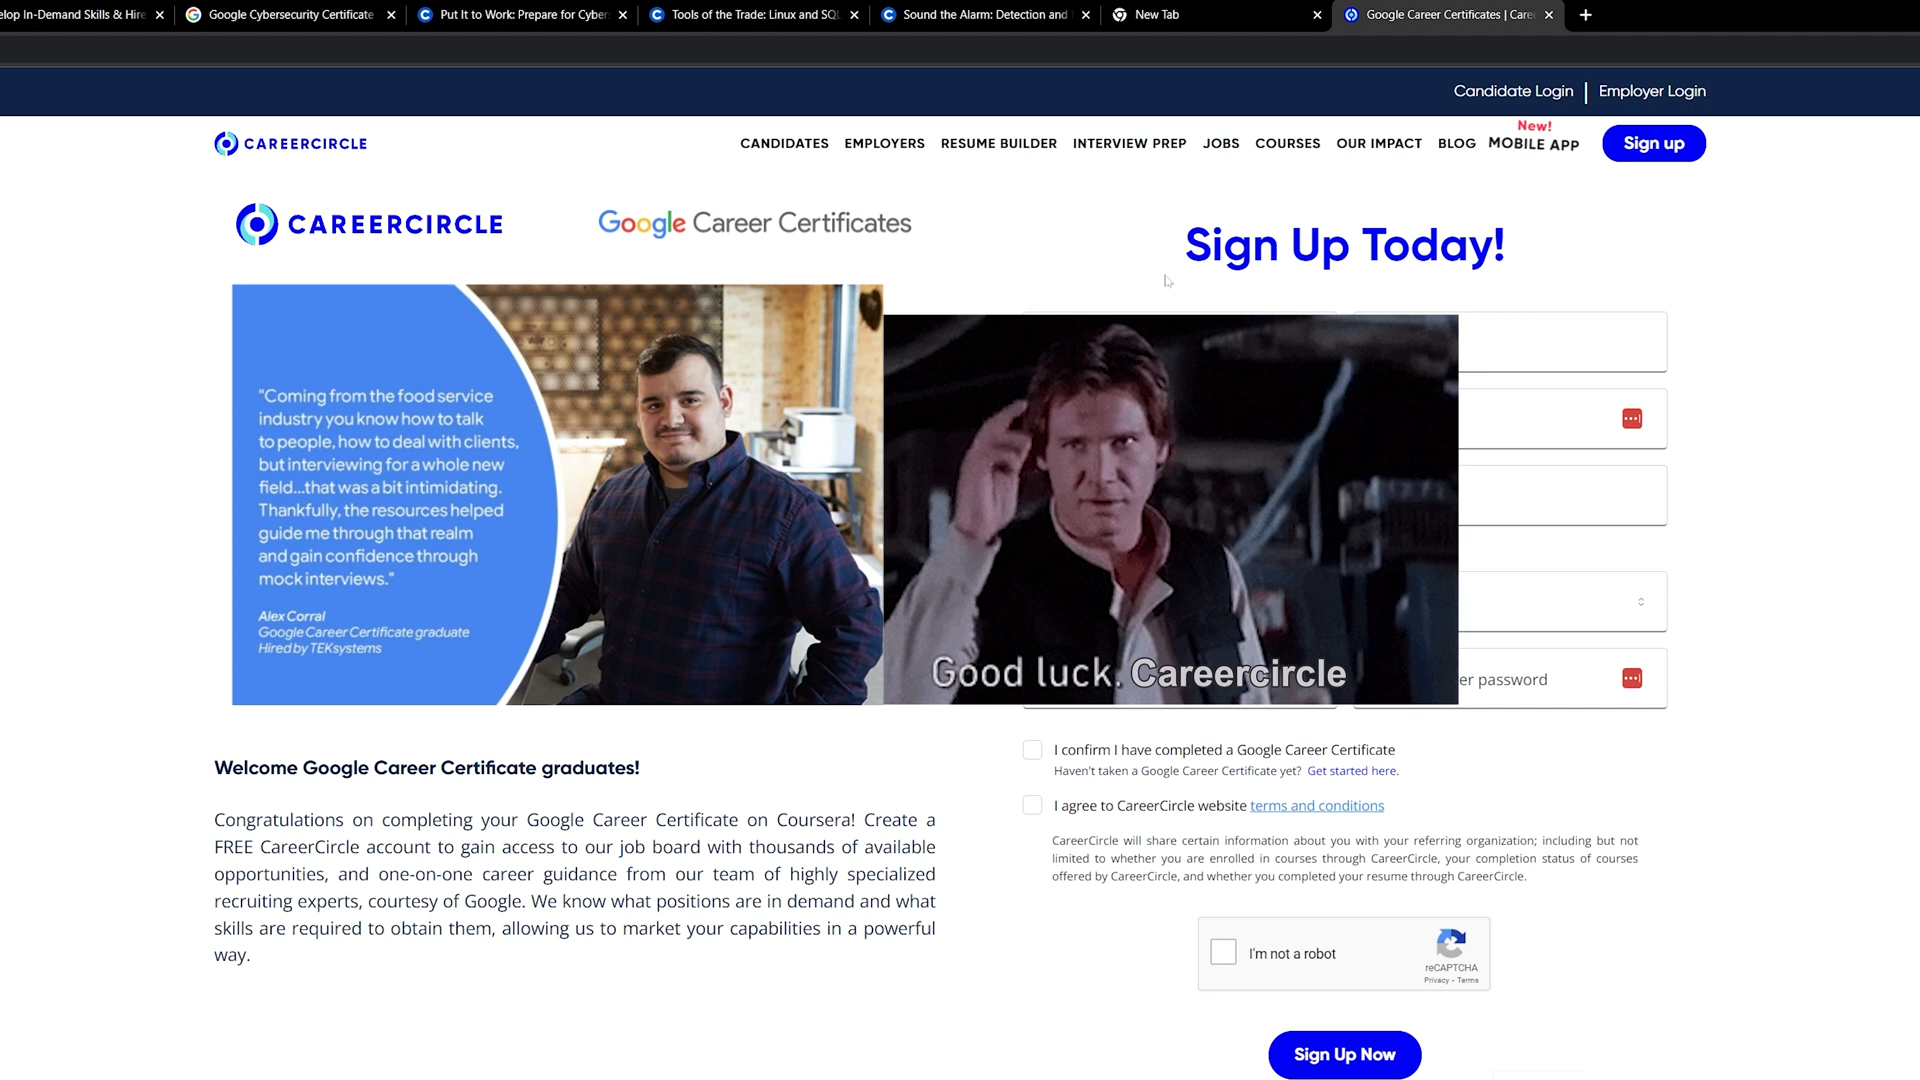 elop In-Demand Skills & Hire
Google Cybersecurity Certificate
Put It to Work: Prepare for Cyber
Tools of the Trade: Linux and SQL
Sound the Alarm: Detection and
New Tab
Google Career Certificates | Care
Candidate Login | Employer Login
CAREERCIRCLE
CANDIDATES
EMPLOYERS
RESUME BUILDER
INTERVIEW PREP
JOBS
COURSES
OUR IMPACT
BLOG
New!
MOBILE APP
Sign up
CAREERCIRCLE
Google Career Certificates
Sign Up Today!
"Coming from the food service
industry you know how to talk
to people, how to deal with clients,
but interviewing for a whole new
field...that was a bit intimidating.
Thankfully, the resources helped
guide me through that realm
and gain confidence through
mock interviews."
Alex Corral
Google Career Certificate graduate
Hired by TEKsystems
Good luck. Careercircle
er password
Welcome Google Career Certificate graduates!
Congratulations on completing your Google Career Certificate on Coursera! Create a
FREE CareerCircle account to gain access to our job board with thousands of available
opportunities, and one-on-one career guidance from our team of highly specialized
recruiting experts, courtesy of Google. We know what positions are in demand and what
skills are required to obtain them, allowing us to market your capabilities in a powerful
way.
I confirm I have completed a Google Career Certificate
Haven't taken a Google Career Certificate yet? Get started here.
I agree to CareerCircle website terms and conditions
CareerCircle will share certain information about you with your referring organization; including but not
limited to whether you are enrolled in courses through CareerCircle, your completion status of courses
offered by CareerCircle, and whether you completed your resume through CareerCircle.
I'm not a robot
reCAPTCHA
Privacy - Terms
Sign Up Now